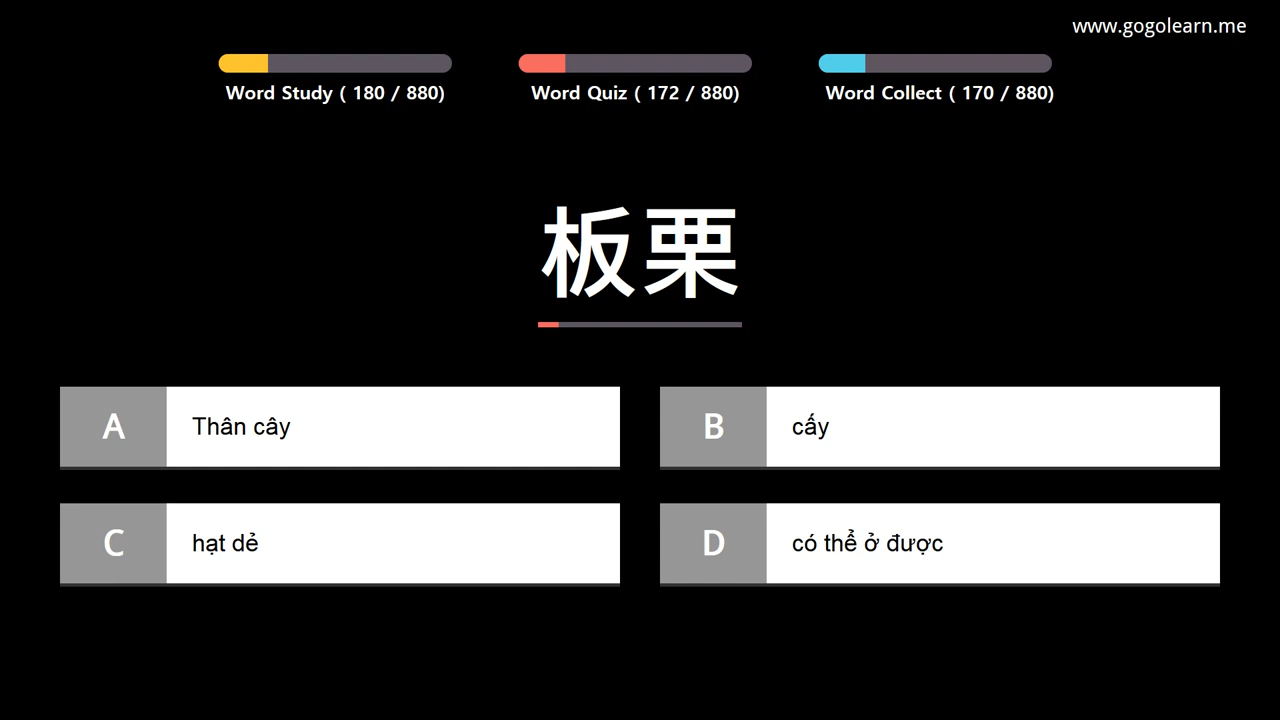 www.gogolearn.me
Word Study ( 180 / 880)
Word Quiz ( 172 / 880)
Word Collect ( 170 / 880)
板栗
A Thân cây
B cấy
C hạt dẻ
D có thể ở được